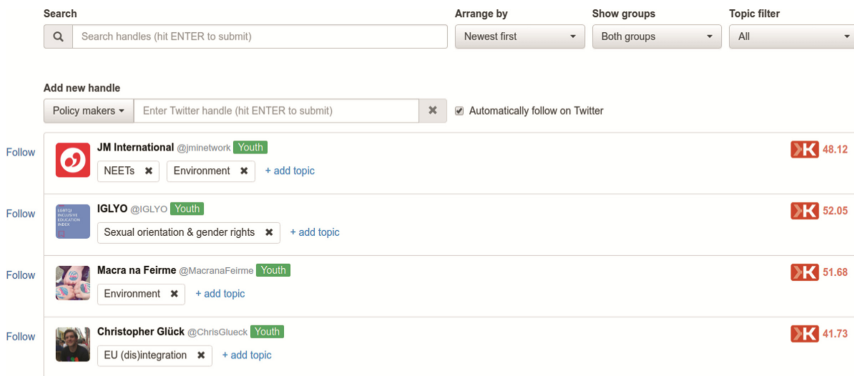 Search Arrange by Show groups Topic filter
Search handles (hit ENTER to submit) Newest first Both groups All
Add new handle
Policy makers Enter Twitter handle (hit ENTER to submit) Automatically follow on Twitter
Follow JM International @jminetwork Youth K 48.12
NEETs Environment + add topic
Follow IGLYO @IGLYO Youth K 52.05
Sexual orientation & gender rights + add topic
Follow Macra na Feirme @MacranaFeirme Youth K 51.68
Environment + add topic
Follow Christopher Glück @ChrisGlueck Youth K 41.73
EU (dis)integration + add topic